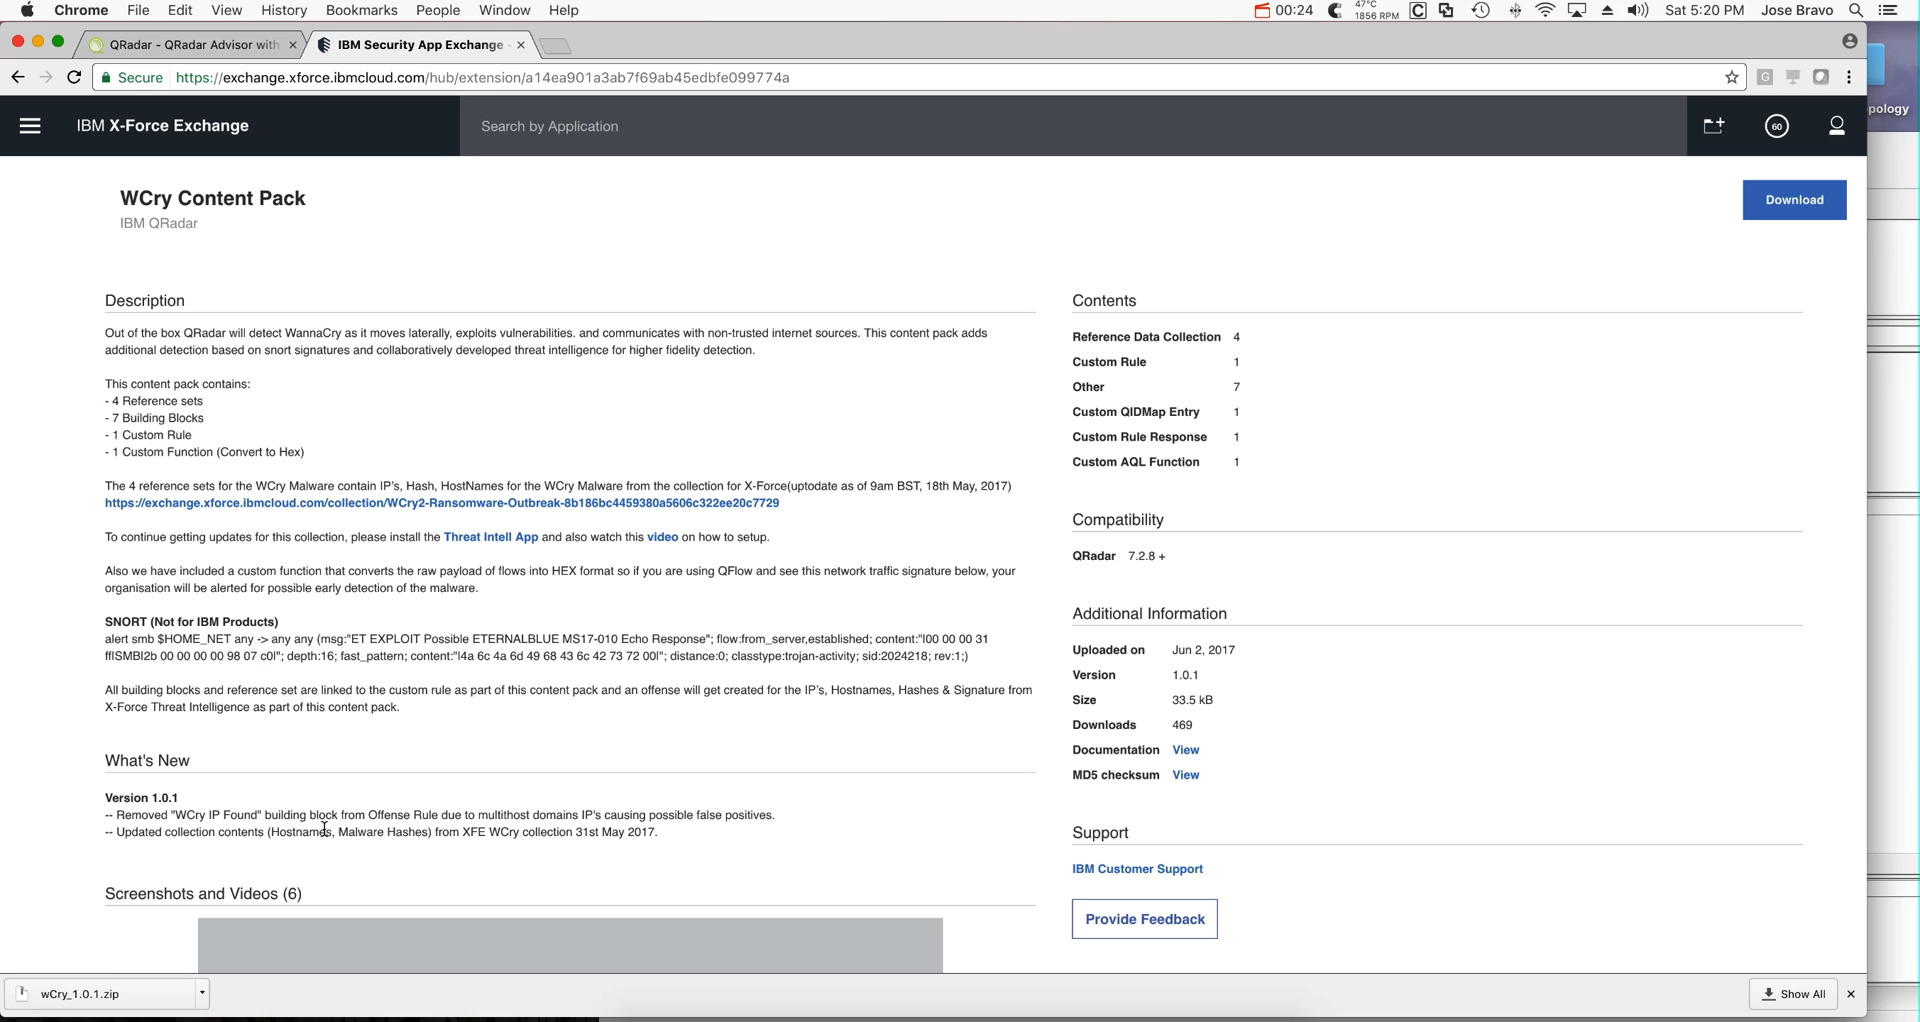 Chrome File Edit View History Bookmarks People Window Help 00:24 47°C 1856 RPM Sat 5:20 PM Jose Bravo
QRadar - QRadar Advisor with
IBM Security App Exchange -
Secure https://exchange.xforce.ibmcloud.com/hub/extension/a14ea901a3ab7f69ab45edbfe099774a
pology
IBM X-Force Exchange
Search by Application
60
WCry Content Pack
IBM QRadar
Download
Description
Out of the box QRadar will detect WannaCry as it moves laterally, exploits vulnerabilities. and communicates with non-trusted internet sources. This content pack adds
additional detection based on snort signatures and collaboratively developed threat intelligence for higher fidelity detection.
This content pack contains:
- 4 Reference sets
- 7 Building Blocks
- 1 Custom Rule
- 1 Custom Function (Convert to Hex)
The 4 reference sets for the WCry Malware contain IP's, Hash, HostNames for the WCry Malware from the collection for X-Force(uptodate as of 9am BST, 18th May, 2017)
https://exchange.xforce.ibmcloud.com/collection/WCry2-Ransomware-Outbreak-8b186bc4459380a5606c322ee20c7729
To continue getting updates for this collection, please install the Threat Intell App and also watch this video on how to setup.
Also we have included a custom function that converts the raw payload of flows into HEX format so if you are using QFlow and see this network traffic signature below, your
organisation will be alerted for possible early detection of the malware.
SNORT (Not for IBM Products)
alert smb $HOME_NET any -> any any (msg:"ET EXPLOIT Possible ETERNALBLUE MS17-010 Echo Response"; flow:from_server,established; content:"|00 00 00 31
ff|SMB|2b 00 00 00 00 98 07 c0|"; depth:16; fast_pattern; content:"|4a 6c 4a 6d 49 68 43 6c 42 73 72 00|"; distance:0; classtype:trojan-activity; sid:2024218; rev:1;)
All building blocks and reference set are linked to the custom rule as part of this content pack and an offense will get created for the IP's, Hostnames, Hashes & Signature from
X-Force Threat Intelligence as part of this content pack.
What's New
Version 1.0.1
-- Removed "WCry IP Found" building block from Offense Rule due to multihost domains IP's causing possible false positives.
-- Updated collection contents (Hostnames, Malware Hashes) from XFE WCry collection 31st May 2017.
Screenshots and Videos (6)
Contents
Reference Data Collection 4
Custom Rule 1
Other 7
Custom QIDMap Entry 1
Custom Rule Response 1
Custom AQL Function 1
Compatibility
QRadar 7.2.8 +
Additional Information
Uploaded on Jun 2, 2017
Version 1.0.1
Size 33.5 kB
Downloads 469
Documentation View
MD5 checksum View
Support
IBM Customer Support
Provide Feedback
wCry_1.0.1.zip
Show All